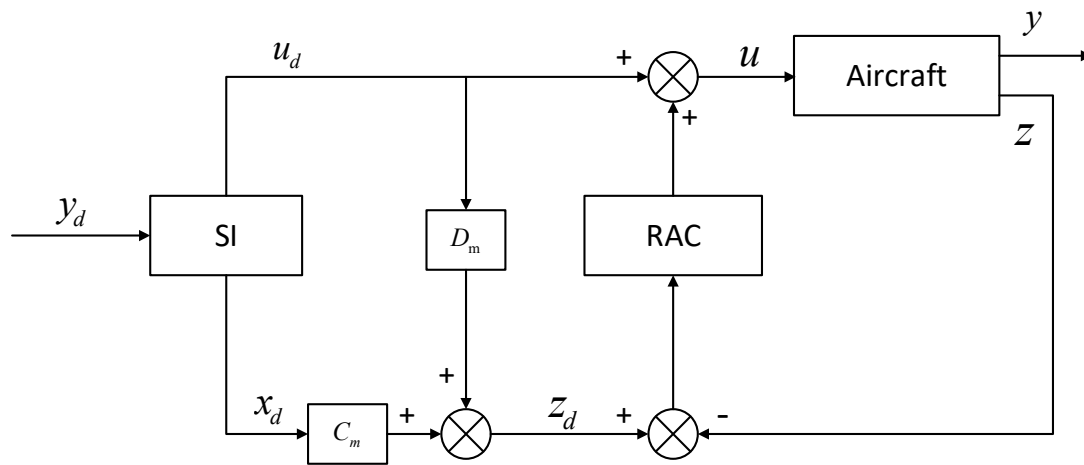 u_d
+
u
Aircraft
y
z
+
y_d
SI
D_m
RAC
+
x_d
C_m
+
z_d
+
-